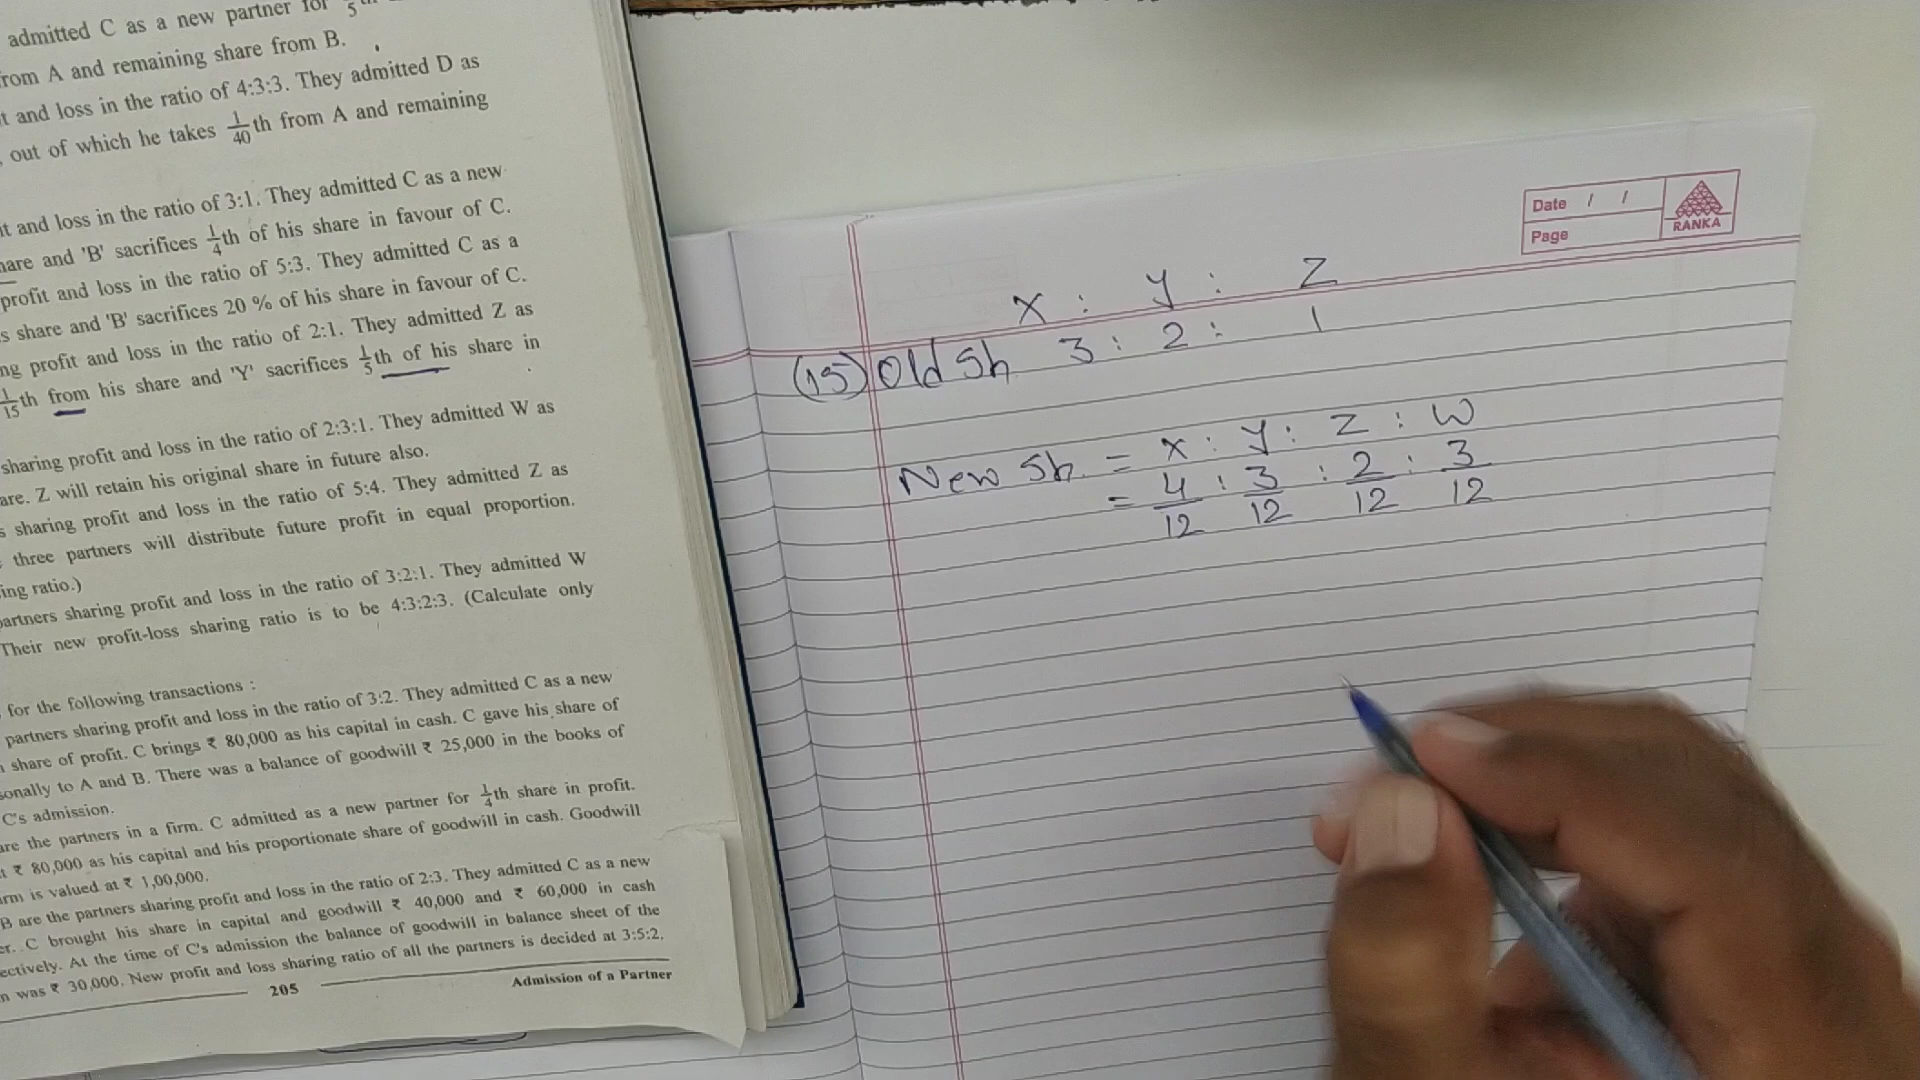 admitted C as a new partner for 5
from A and remaining share from B.
t and loss in the ratio of 4:3:3. They admitted D as
out of which he takes 1/40 th from A and remaining
it and loss in the ratio of 3:1. They admitted C as a new
hare and 'B' sacrifices 1/4 th of his share in favour of C.
profit and loss in the ratio of 5:3. They admitted C as a
s share and 'B' sacrifices 20 % of his share in favour of C.
ng profit and loss in the ratio of 2:1. They admitted Z as
1/15 th from his share and 'Y' sacrifices 1/5 th of his share in
sharing profit and loss in the ratio of 2:3:1. They admitted W as
are. Z will retain his original share in future also.
s sharing profit and loss in the ratio of 5:4. They admitted Z as
three partners will distribute future profit in equal proportion.
ing ratio.)
partners sharing profit and loss in the ratio of 3:2:1. They admitted W
Their new profit-loss sharing ratio is to be 4:3:2:3. (Calculate only
for the following transactions :
partners sharing profit and loss in the ratio of 3:2. They admitted C as a new
share of profit. C brings ₹ 80,000 as his capital in cash. C gave his share of
sonally to A and B. There was a balance of goodwill ₹ 25,000 in the books of
C's admission.
are the partners in a firm. C admitted as a new partner for 1/4 th share in profit.
t ₹ 80,000 as his capital and his proportionate share of goodwill in cash. Goodwill
irm is valued at ₹ 1,00,000.
B are the partners sharing profit and loss in the ratio of 2:3. They admitted C as a new
er. C brought his share in capital and goodwill ₹ 40,000 and ₹ 60,000 in cash
ectively. At the time of C's admission the balance of goodwill in balance sheet of the
n was ₹ 30,000. New profit and loss sharing ratio of all the partners is decided at 3:5:2.
205 Admission of a Partner
Date / /
Page
RANKA
X : Y : Z
(15) Old Sh 3 : 2 : 1
New Sh. = X : Y : Z : W
= 4/12 : 3/12 : 2/12 : 3/12